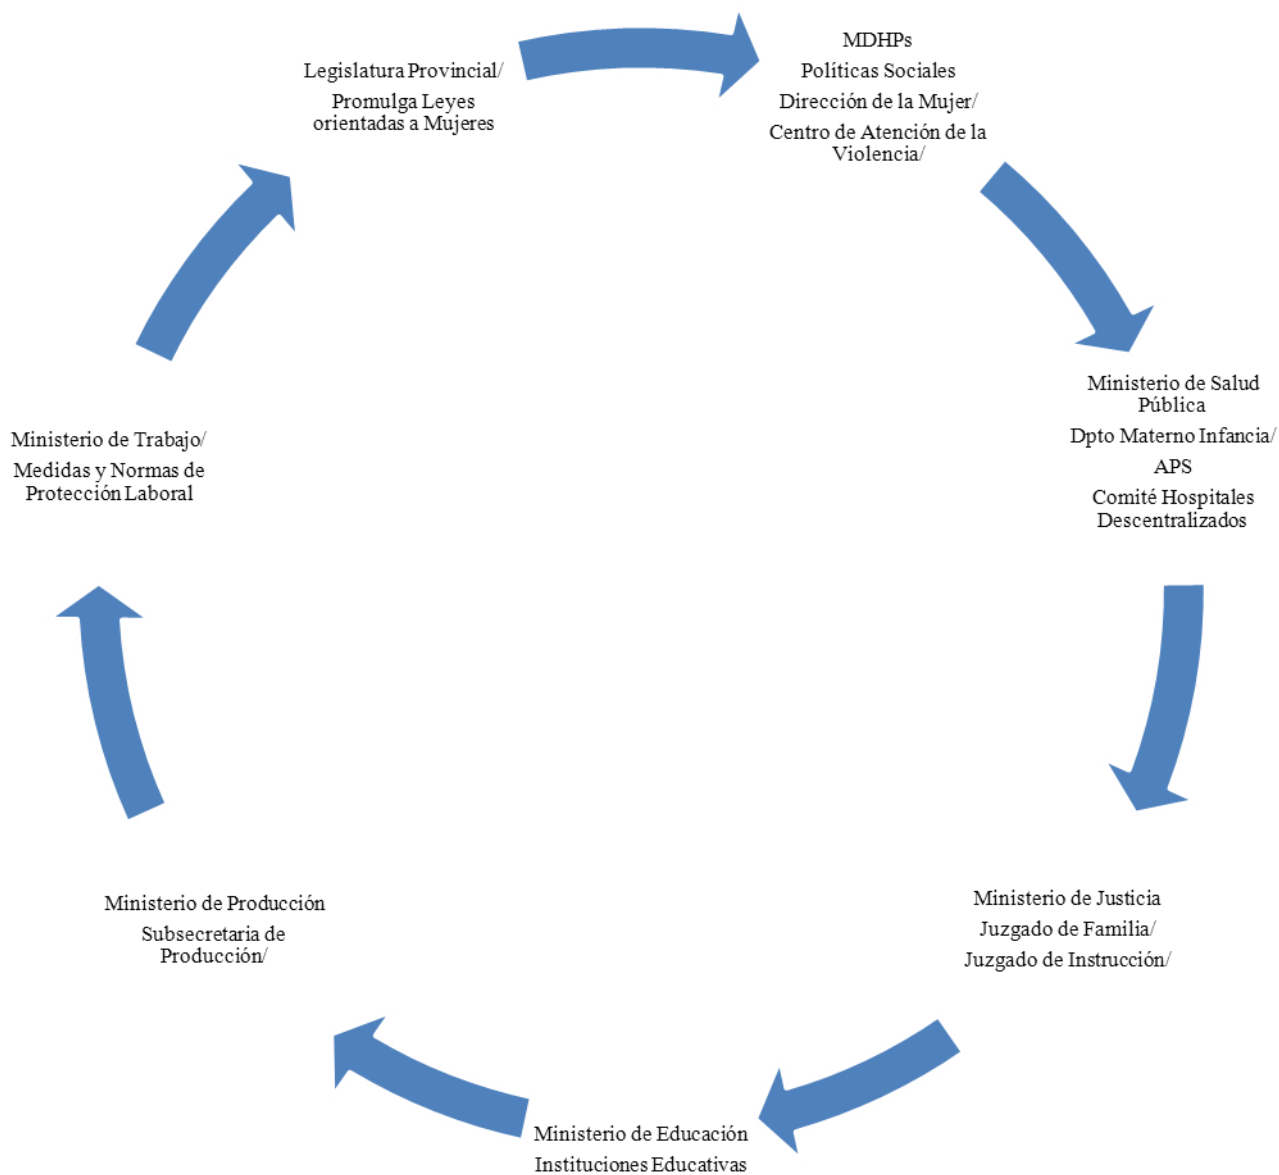 MDHPs
Políticas Sociales
Dirección de la Mujer/
Centro de Atención de la
Violencia/
Ministerio de Salud
Pública
Dpto Materno Infancia/
APS
Comité Hospitales
Descentralizados
Ministerio de Justicia
Juzgado de Familia/
Juzgado de Instrucción/
Ministerio de Educación
Instituciones Educativas
Ministerio de Producción
Subsecretaria de
Producción/
Ministerio de Trabajo/
Medidas y Normas de
Protección Laboral
Legislatura Provincial/
Promulga Leyes
orientadas a Mujeres